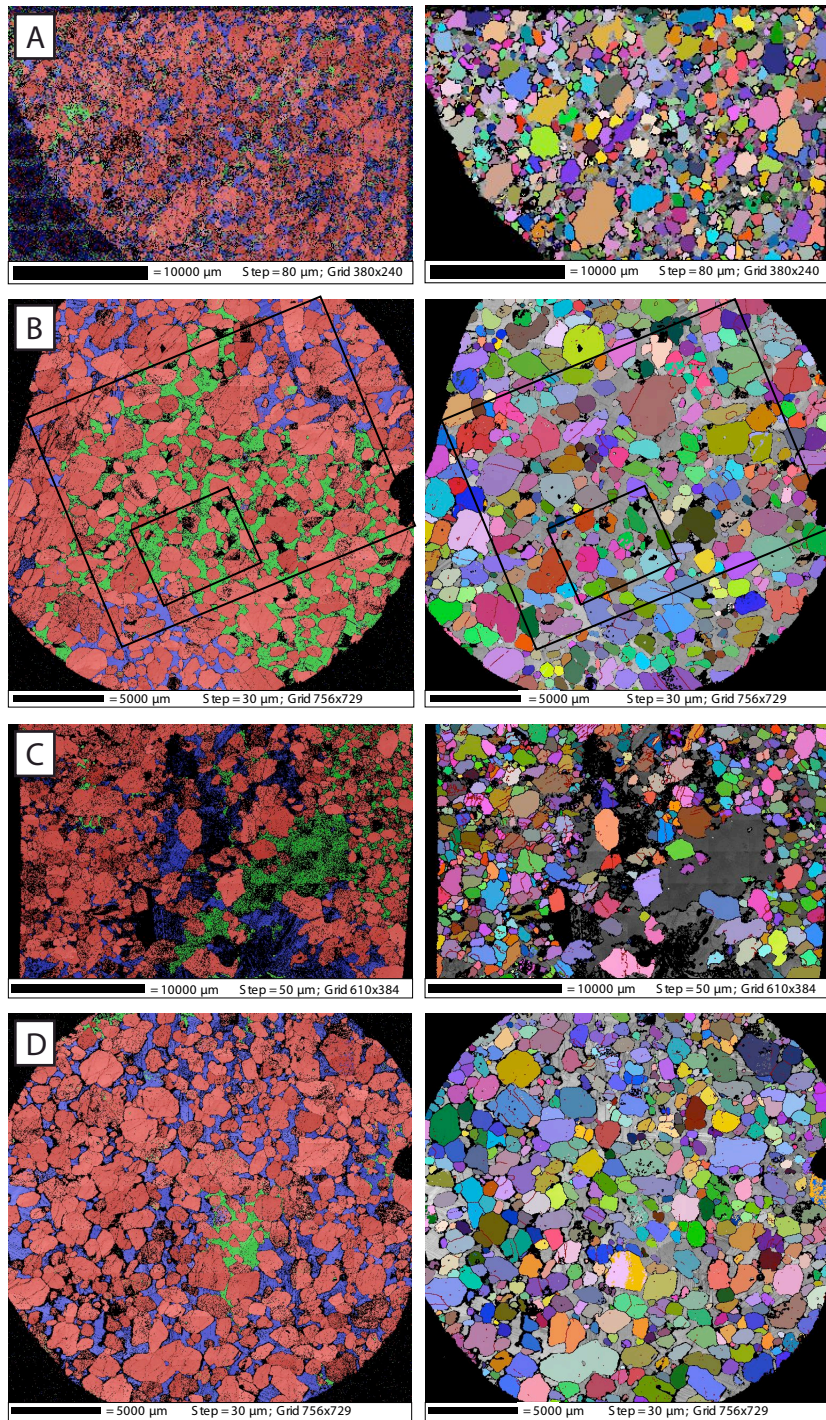 A
= 10000 µm Step = 80 µm; Grid 380x240
= 10000 µm Step = 80 µm; Grid 380x240
B
= 5000 µm Step = 30 µm; Grid 756x729
= 5000 µm Step = 30 µm; Grid 756x729
C
= 10000 µm Step = 50 µm; Grid 610x384
= 10000 µm Step = 50 µm; Grid 610x384
D
= 5000 µm Step = 30 µm; Grid 756x729
= 5000 µm Step = 30 µm; Grid 756x729